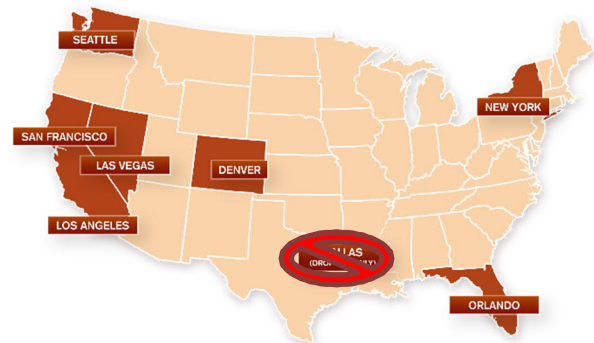 SEATTLE
NEW YORK
SAN FRANCISCO
LAS VEGAS
DENVER
LOS ANGELES
ORLANDO